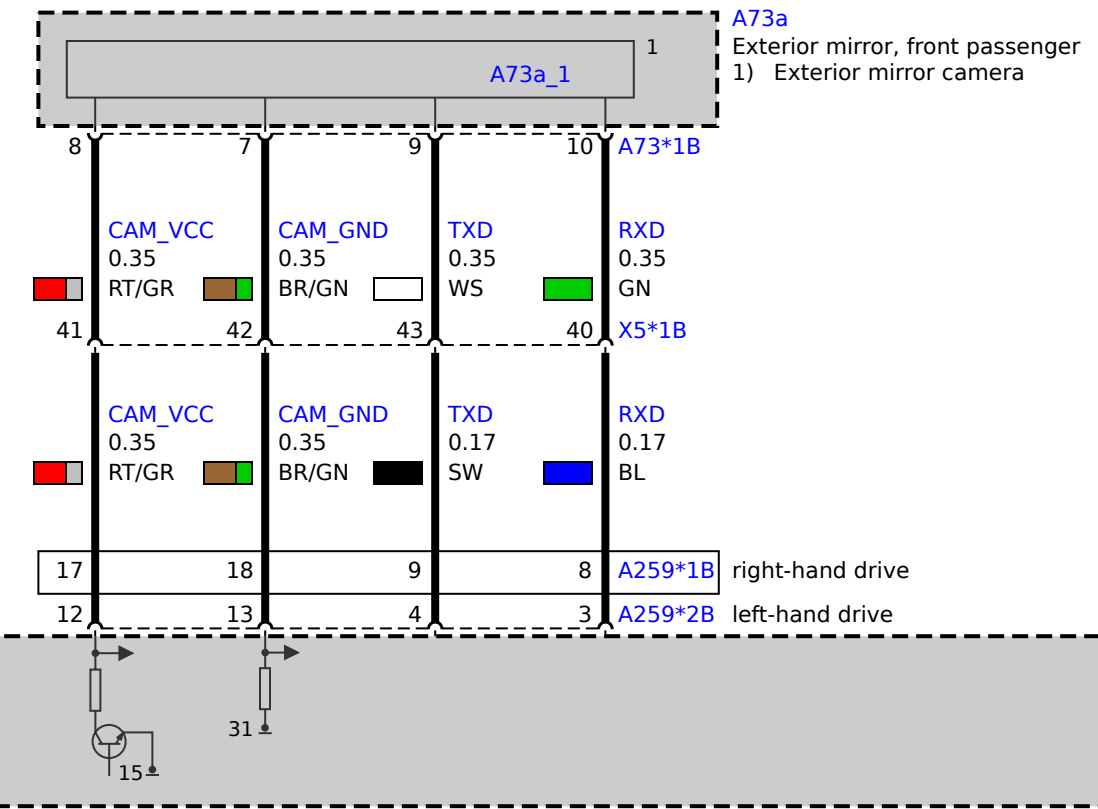 A73a
Exterior mirror, front passenger
1) Exterior mirror camera
1
A73a_1
8 7 9 10 A73*1B
CAM_VCC CAM_GND TXD RXD
0.35 0.35 0.35 0.35
RT/GR BR/GN WS GN
41 42 43 40 X5*1B
CAM_VCC CAM_GND TXD RXD
0.35 0.35 0.17 0.17
RT/GR BR/GN SW BL
17 18 9 8 A259*1B right-hand drive
12 13 4 3 A259*2B left-hand drive
31
15